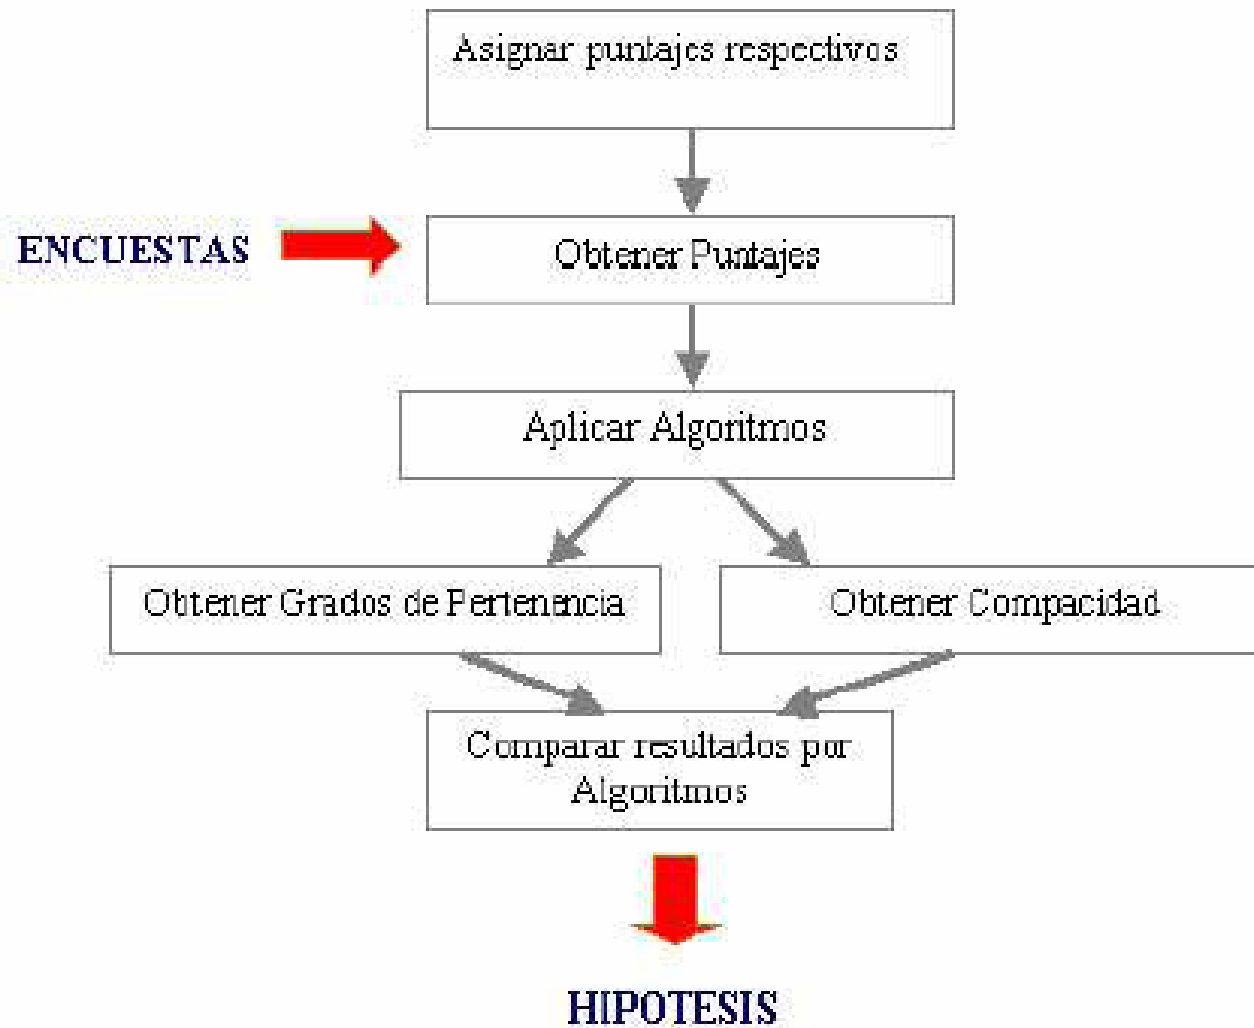 Asignar puntajes respectivos
ENCUESTAS
Obtener Puntajes
Aplicar Algoritmos
Obtener Grados de Pertenencia
Obtener Compacidad
Comparar resultados por
Algoritmos
HIPOTESIS